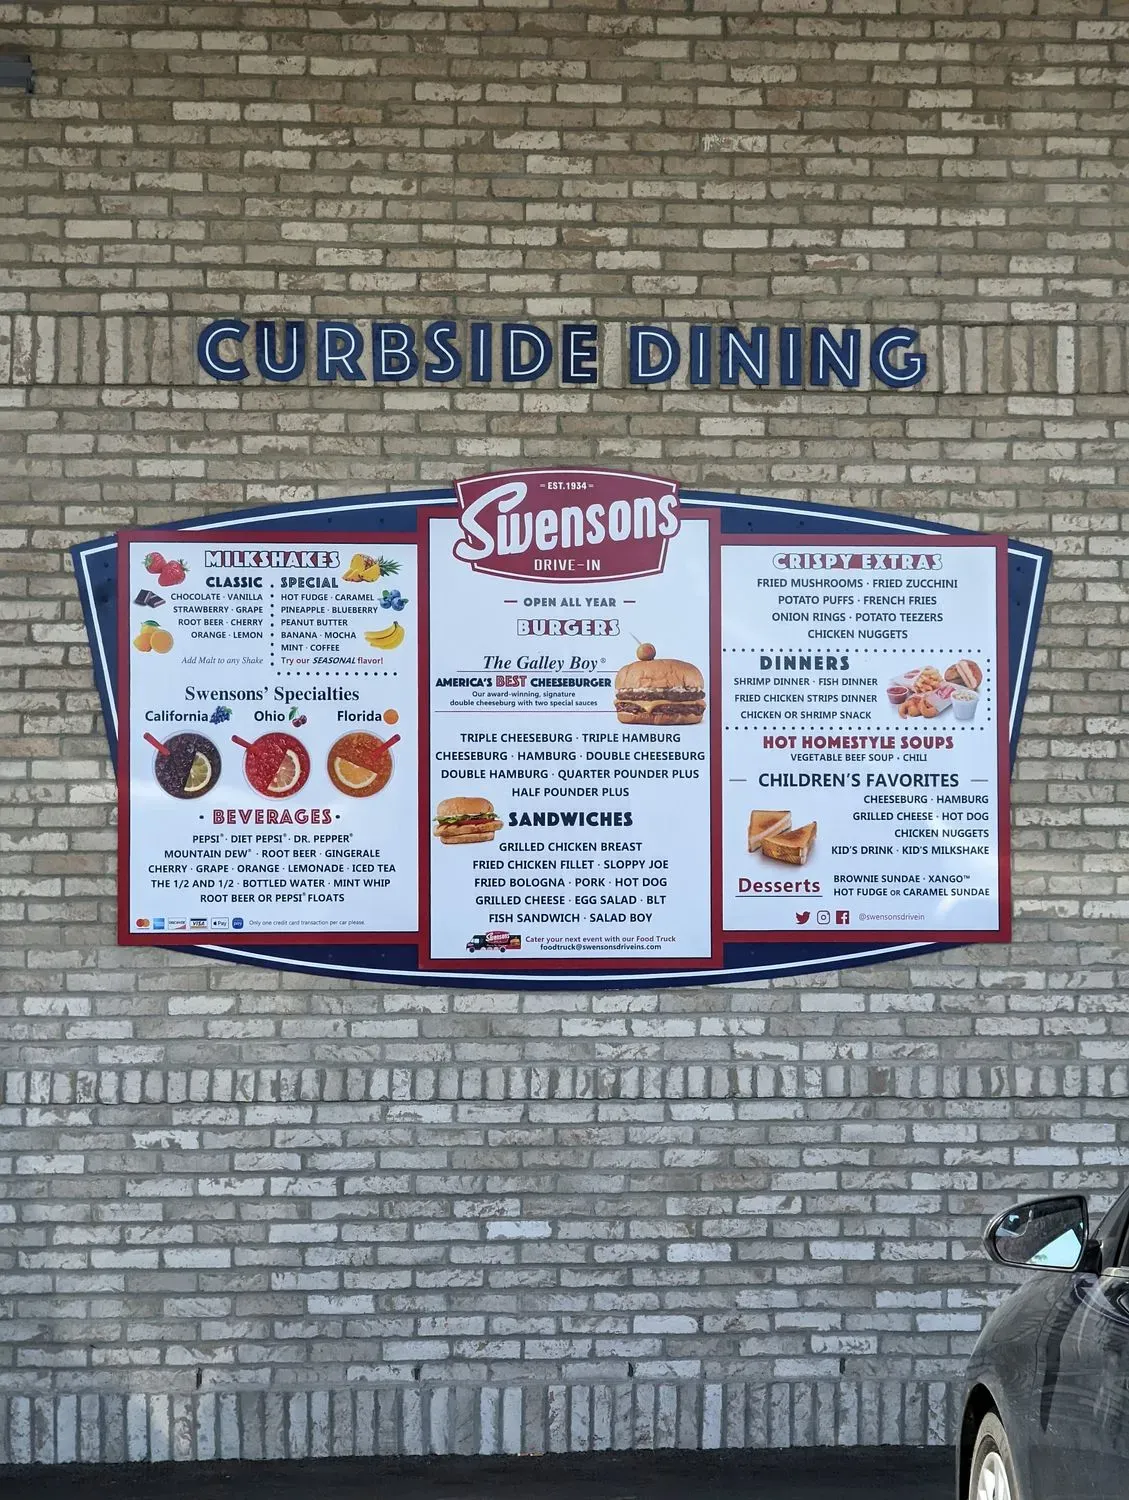 CURBSIDE DINING
EST. 1934
Swensons
DRIVE-IN
MILKSHAKES
CLASSIC
CHOCOLATE · VANILLA
STRAWBERRY · GRAPE
ROOT BEER · CHERRY
ORANGE · LEMON
Add Malt to any Shake
SPECIAL
HOT FUDGE · CARAMEL
PINEAPPLE · BLUEBERRY
PEANUT BUTTER
BANANA · MOCHA
MINT · COFFEE
Try our SEASONAL flavor!
Swensons' Specialties
California Ohio Florida
· BEVERAGES ·
PEPSI® · DIET PEPSI® · DR. PEPPER®
MOUNTAIN DEW® · ROOT BEER · GINGERALE
CHERRY · GRAPE · ORANGE · LEMONADE · ICED TEA
THE 1/2 AND 1/2 · BOTTLED WATER · MINT WHIP
ROOT BEER OR PEPSI® FLOATS
VISA Pay Only one credit card transaction per car please.
— OPEN ALL YEAR —
BURGERS
The Galley Boy®
AMERICA'S BEST CHEESEBURGER
Our award-winning, signature
double cheeseburg with two special sauces
TRIPLE CHEESEBURG · TRIPLE HAMBURG
CHEESEBURG · HAMBURG · DOUBLE CHEESEBURG
DOUBLE HAMBURG · QUARTER POUNDER PLUS
HALF POUNDER PLUS
SANDWICHES
GRILLED CHICKEN BREAST
FRIED CHICKEN FILLET · SLOPPY JOE
FRIED BOLOGNA · PORK · HOT DOG
GRILLED CHEESE · EGG SALAD · BLT
FISH SANDWICH · SALAD BOY
Swensons
Cater your next event with our Food Truck
foodtruck@swensonsdriveins.com
CRISPY EXTRAS
FRIED MUSHROOMS · FRIED ZUCCHINI
POTATO PUFFS · FRENCH FRIES
ONION RINGS · POTATO TEEZERS
CHICKEN NUGGETS
DINNERS
SHRIMP DINNER · FISH DINNER
FRIED CHICKEN STRIPS DINNER
CHICKEN OR SHRIMP SNACK
HOT HOMESTYLE SOUPS
VEGETABLE BEEF SOUP · CHILI
— CHILDREN'S FAVORITES —
CHEESEBURG · HAMBURG
GRILLED CHEESE · HOT DOG
CHICKEN NUGGETS
KID'S DRINK · KID'S MILKSHAKE
Desserts
BROWNIE SUNDAE · XANGO™
HOT FUDGE OR CARAMEL SUNDAE
@swensonsdrivein